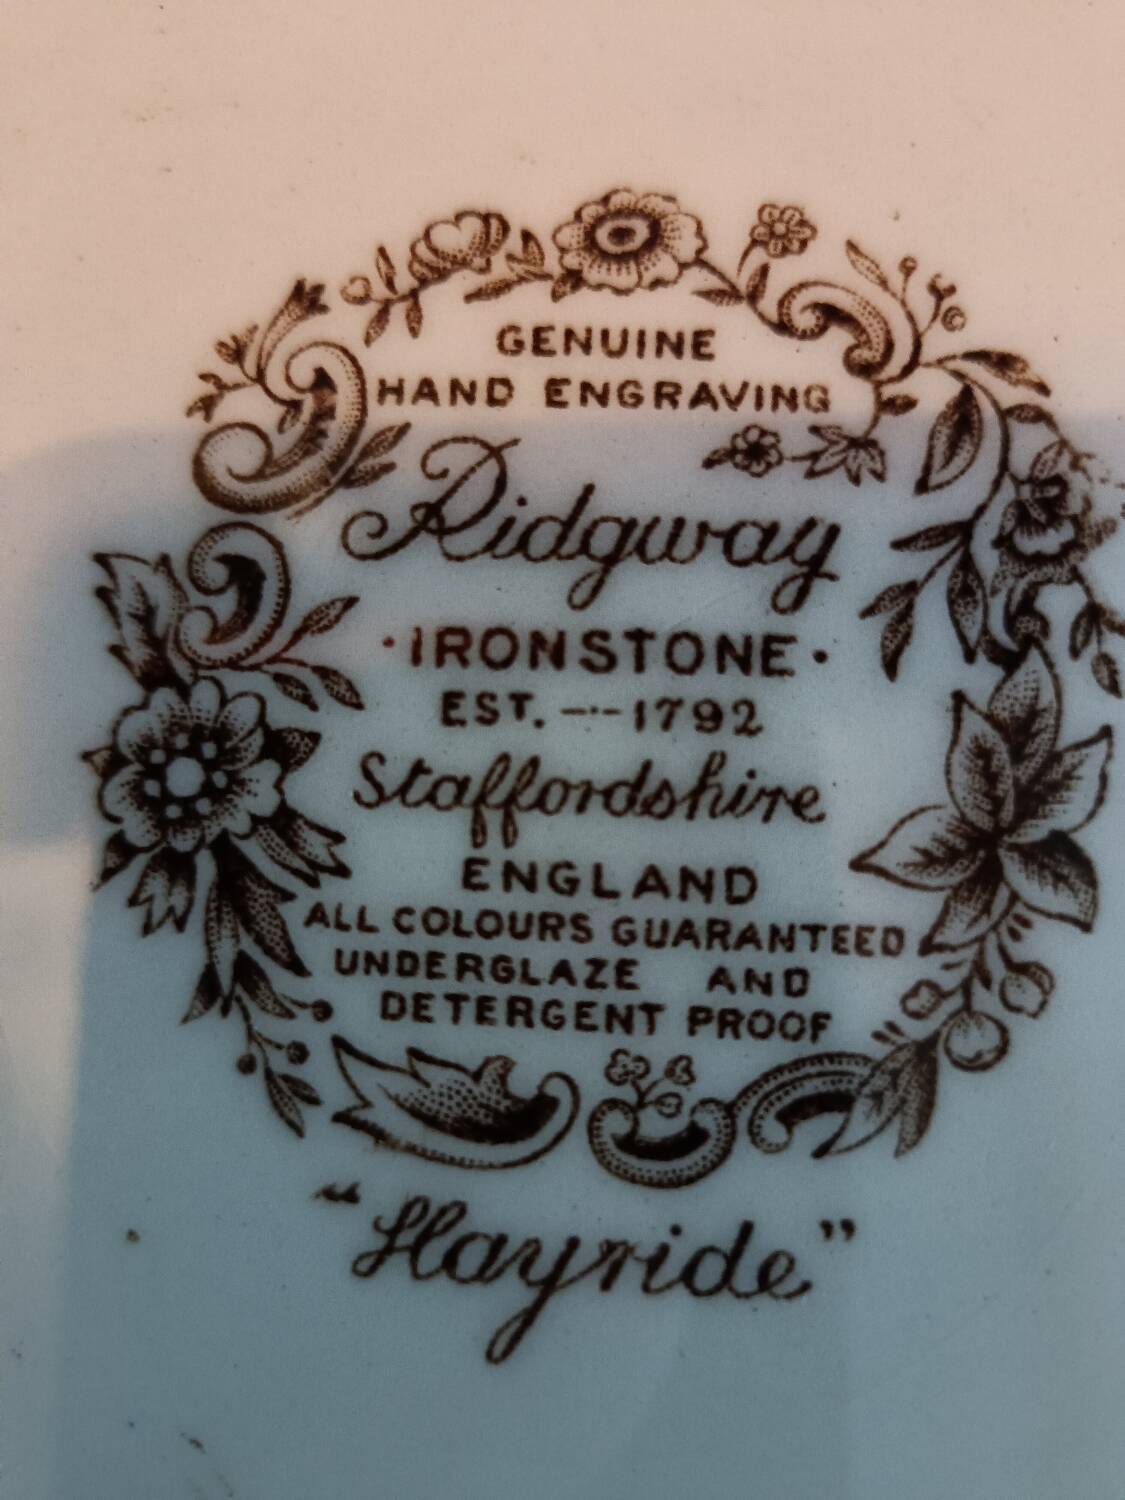 GENUINE
HAND ENGRAVING
Ridgway
·IRONSTONE·
EST. -·-1792
Staffordshire
ENGLAND
ALL COLOURS GUARANTEED
UNDERGLAZE AND
DETERGENT PROOF
"Hayride"